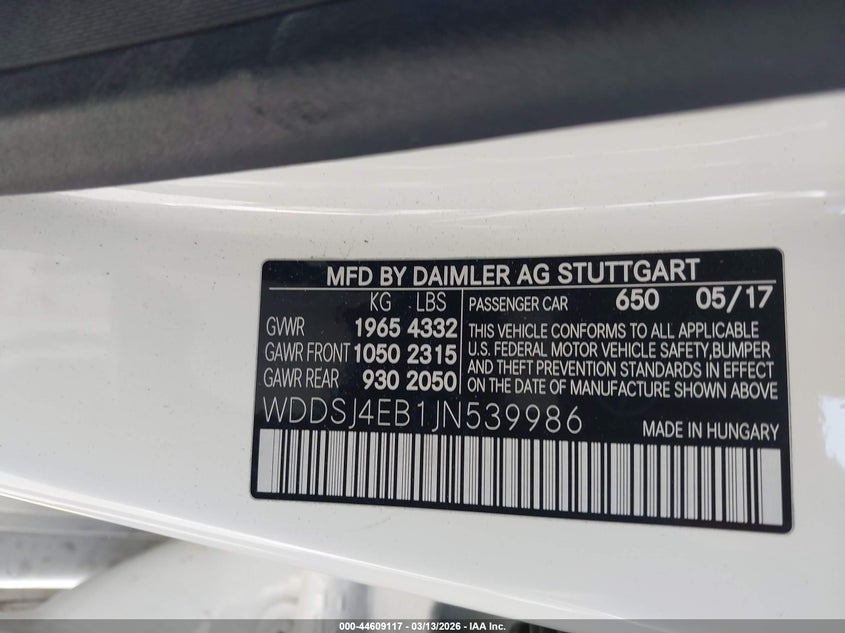 MFD BY DAIMLER AG STUTTGART
KG LBS
GVWR 1965 4332
GAWR FRONT 1050 2315
GAWR REAR 930 2050
PASSENGER CAR 650 05/17
THIS VEHICLE CONFORMS TO ALL APPLICABLE
U.S. FEDERAL MOTOR VEHICLE SAFETY,BUMPER
AND THEFT PREVENTION STANDARDS IN EFFECT
ON THE DATE OF MANUFACTURE SHOWN ABOVE
WDDSJ4EB1JN539986
MADE IN HUNGARY
000-44609117 - 03/13/2026 - IAA Inc.